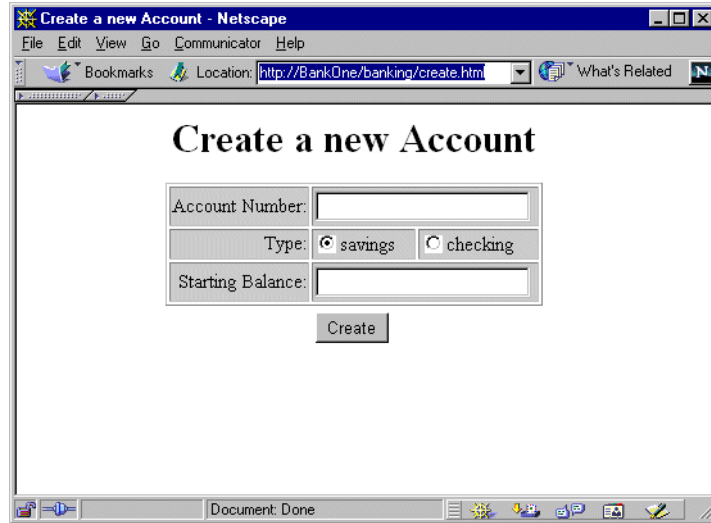 Create a new Account - Netscape
File Edit View Go Communicator Help
Bookmarks Location: http://BankOne/banking/create.html What's Related N
Create a new Account
Account Number:
Type: savings checking
Starting Balance:
Create
Document: Done